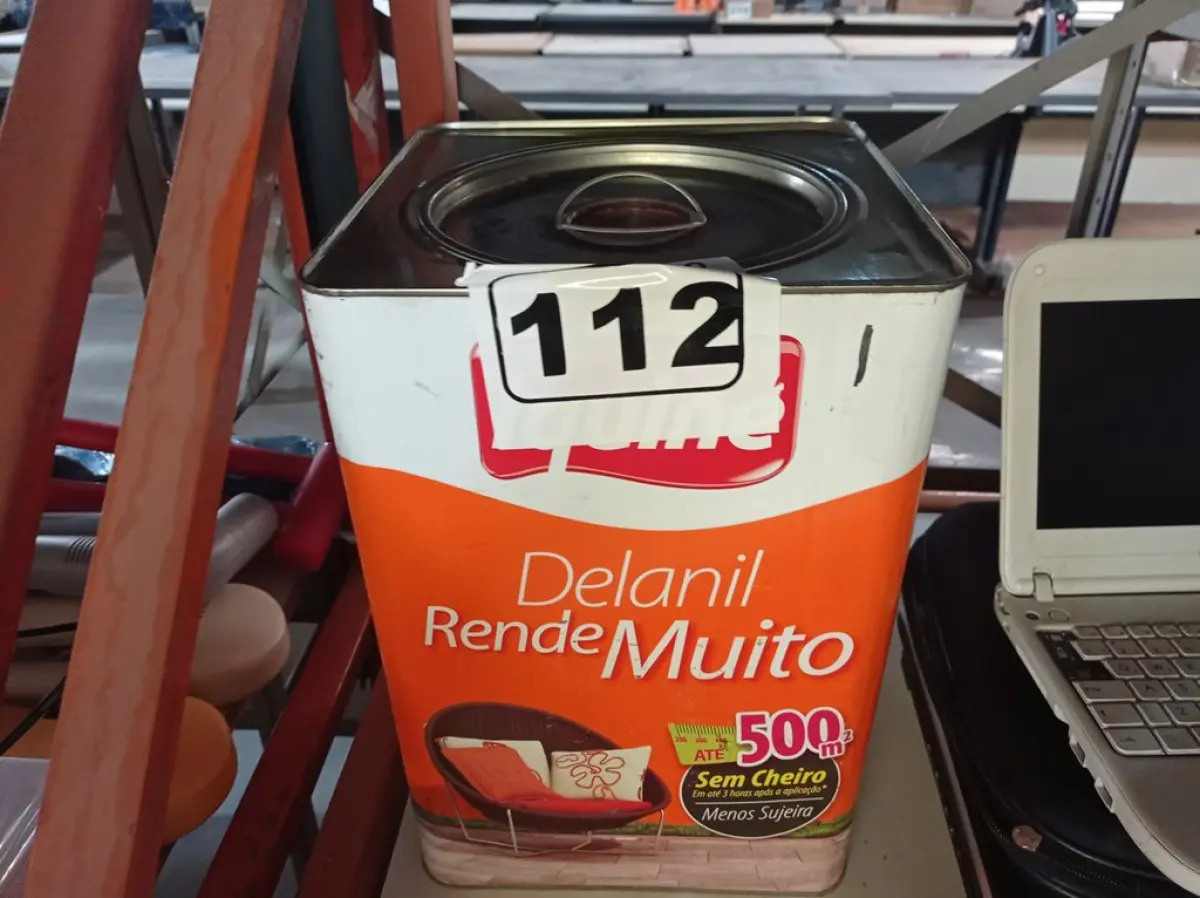 112
Delanil
Rende Muito
ATÉ 500m²
Sem Cheiro
Em até 3 horas após a aplicação*
Menos Sujeira